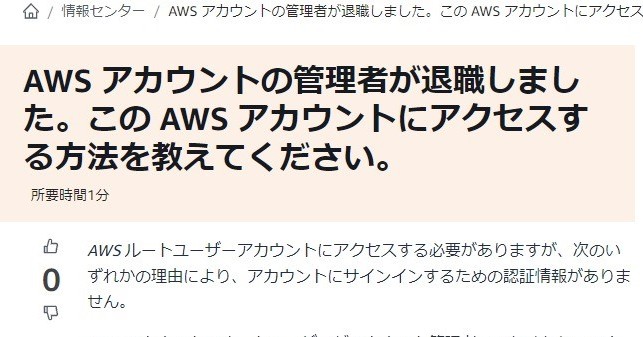 / 情報センター / AWS アカウントの管理者が退職しました。この AWS アカウントにアクセス
AWS アカウントの管理者が退職しまし
た。この AWS アカウントにアクセスす
る方法を教えてください。
所要時間1分
AWS ルートユーザーアカウントにアクセスする必要がありますが、次のい
0
ずれかの理由により、アカウントにサインインするための認証情報がありま
せん。